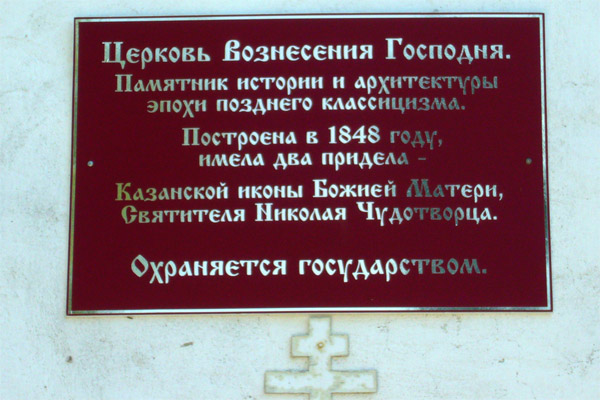 Церковь Вознесения Господня.
Памятник истории и архитектуры
эпохи позднего классицизма.
Построена в 1848 году,
имела два придела -
Казанской иконы Божией Матери,
Святителя Николая Чудотворца.
Охраняется государством.